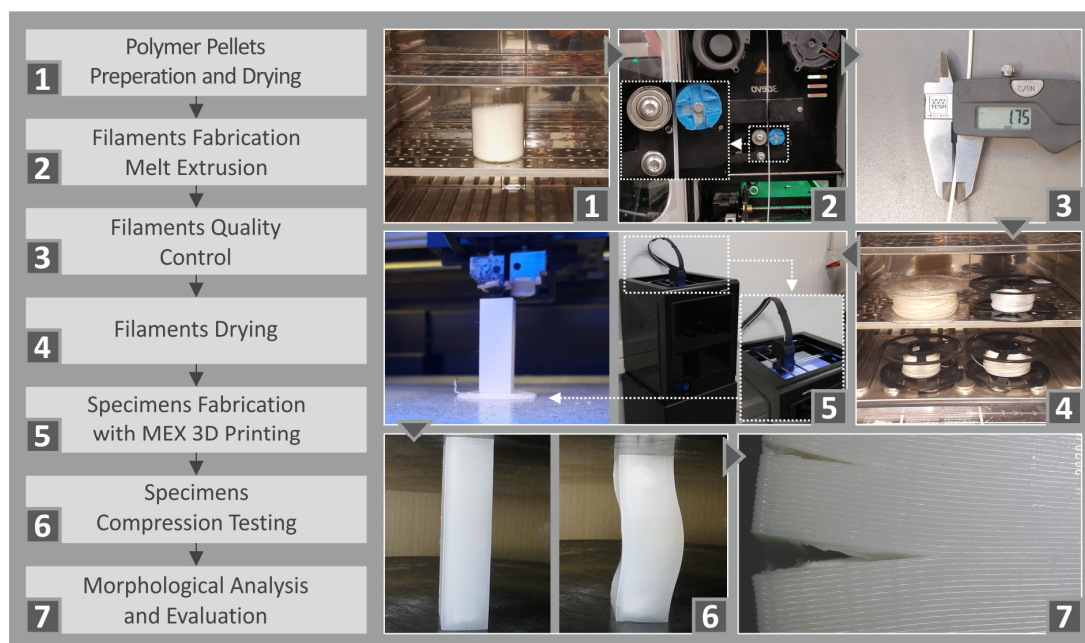 Polymer Pellets
Preperation and Drying
1
Filaments Fabrication
Melt Extrusion
2
Filaments Quality
Control
3
Filaments Drying
4
Specimens Fabrication
with MEX 3D Printing
5
Specimens
Compression Testing
6
Morphological Analysis
and Evaluation
7
1
3devo
2
TESA
C/ON
1.75
3
5
4
6
7